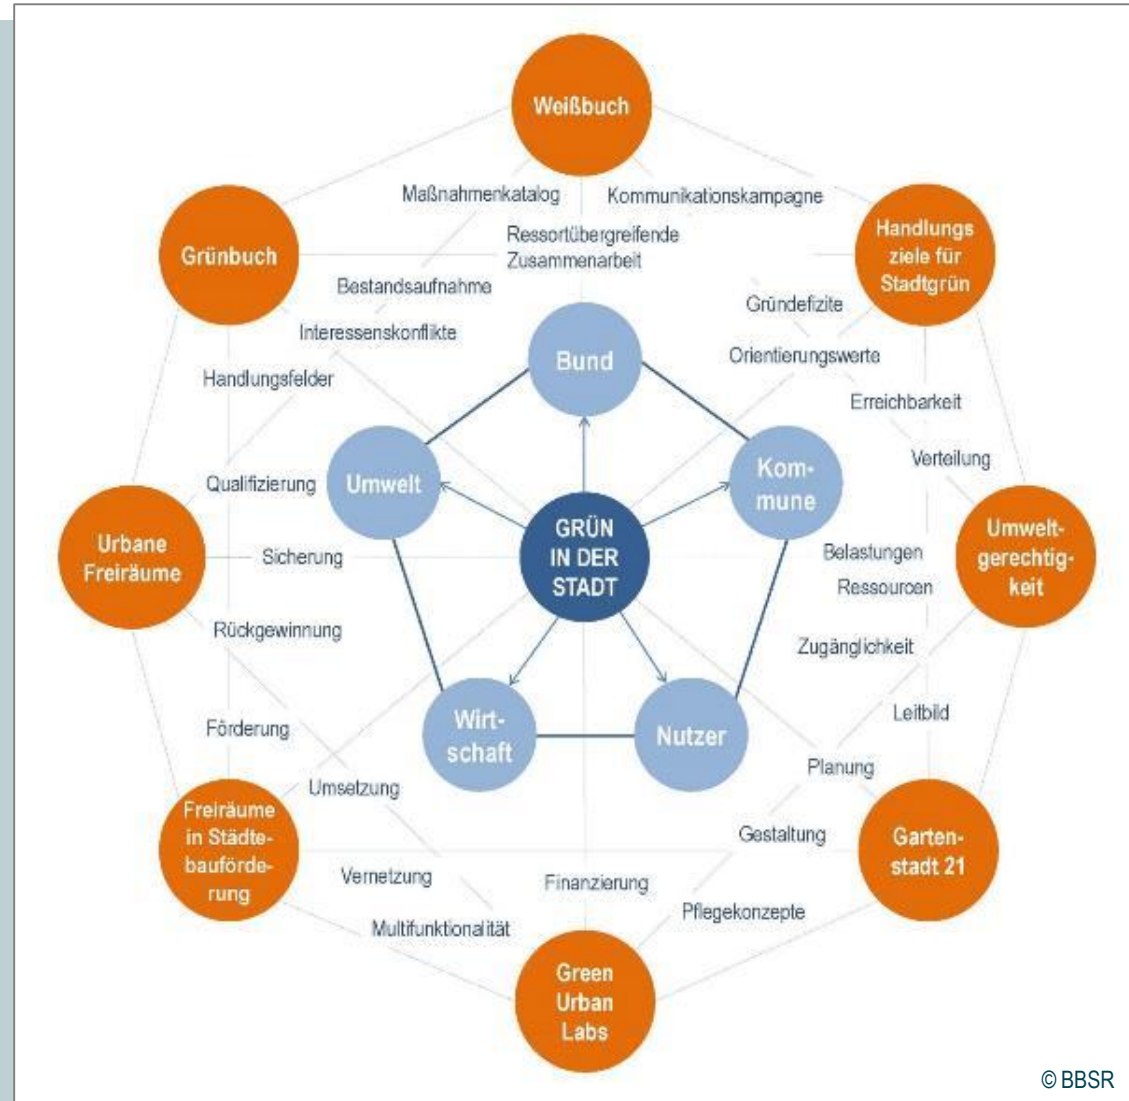 Weißbuch
Maßnahmenkatalog
Kommunikationskampagne
Handlungs
ziele für
Stadtgrün
Grünbuch
Ressortübergreifende
Zusammenarbeit
Bestandsaufnahme
Gründefizite
Interessenskonflikte
Orientierungswerte
Bund
Handlungsfelder
Erreichbarkeit
Verteilung
Umwelt
Kom-
mune
Qualifizierung
GRÜN
IN DER
STADT
Urbane
Freiräume
Sicherung
Belastungen
Ressourcen
Umwelt-
gerechtig-
keit
Rückgewinnung
Zugänglichkeit
Leitbild
Förderung
Wirt-
schaft
Nutzer
Umsetzung
Planung
Freiräume
in Städte-
bauförde-
rung
Gestaltung
Garten-
stadt 21
Vernetzung
Finanzierung
Multifunktionalität
Pflegekonzepte
Green
Urban
Labs
© BBSR